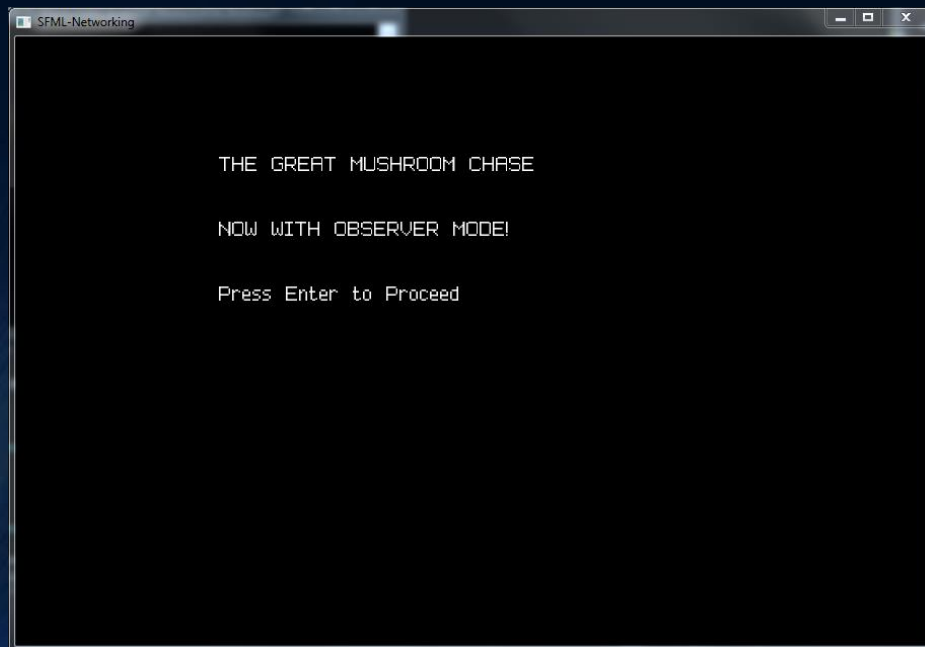 SFML-Networking
THE GREAT MUSHROOM CHASE
NOW WITH OBSERVER MODE!
Press Enter to Proceed